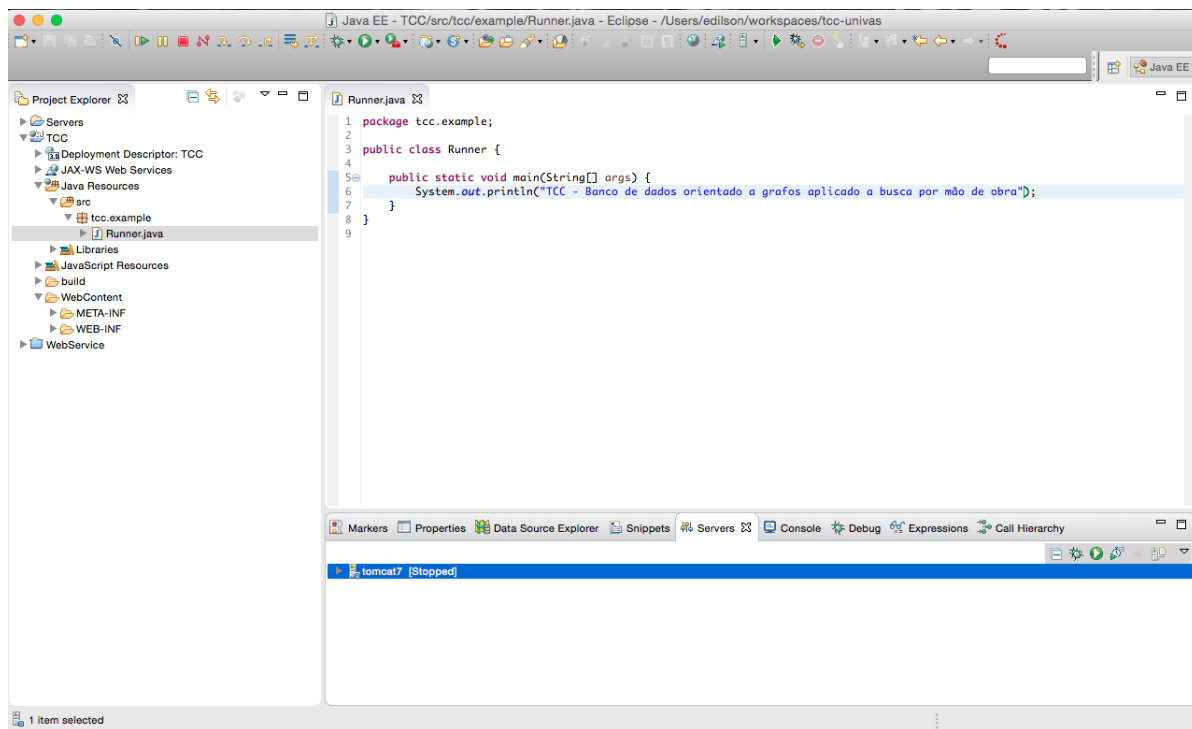 Java EE - TCC/src/tcc/example/Runner.java - Eclipse - /Users/edilson/workspaces/tcc-univas
Java EE
Project Explorer
Servers
TCC
Deployment Descriptor: TCC
JAX-WS Web Services
Java Resources
src
tcc.example
Runner.java
Libraries
JavaScript Resources
build
WebContent
META-INF
WEB-INF
WebService
Runner.java
1 package tcc.example;
2
3 public class Runner {
4
5 public static void main(String[] args) {
6 System.out.println("TCC - Banco de dados orientado a grafos aplicado a busca por mão de obra");
7 }
8 }
9
Markers Properties Data Source Explorer Snippets Servers Console Debug Expressions Call Hierarchy
tomcat7 [Stopped]
1 item selected